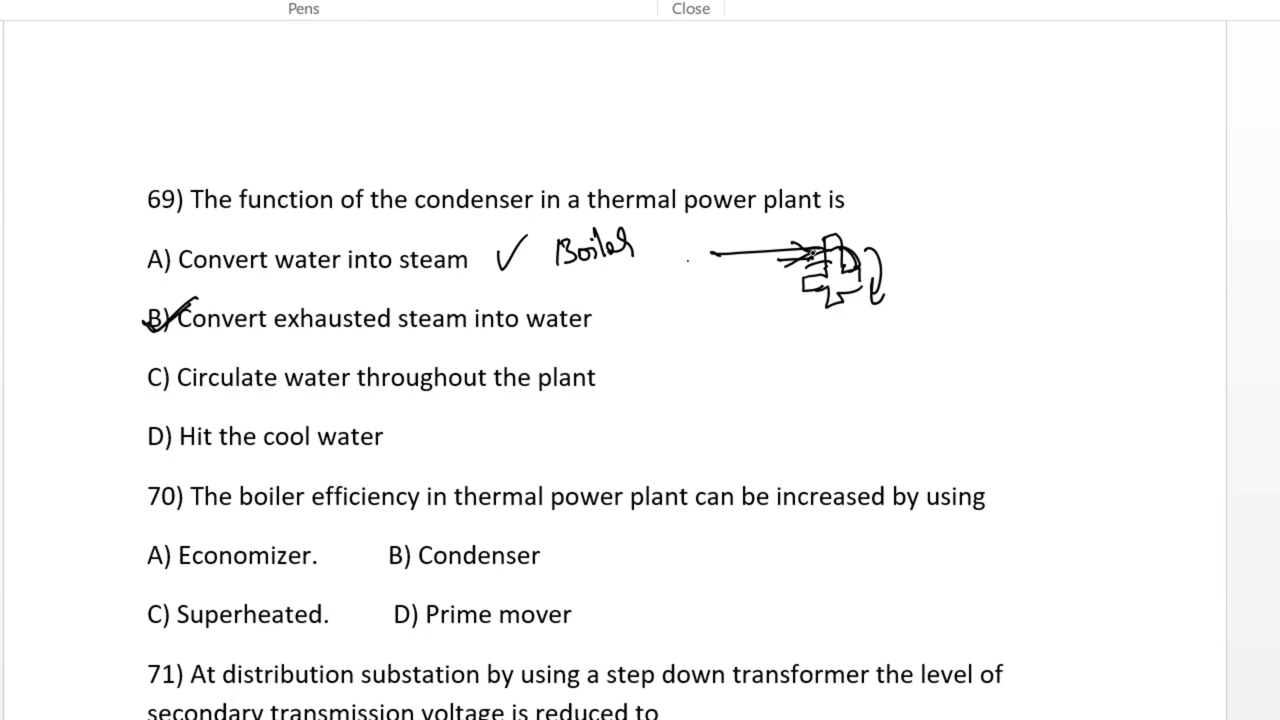 Pens Close
69) The function of the condenser in a thermal power plant is
A) Convert water into steam Boiler
B) Convert exhausted steam into water
C) Circulate water throughout the plant
D) Hit the cool water
70) The boiler efficiency in thermal power plant can be increased by using
A) Economizer. B) Condenser
C) Superheated. D) Prime mover
71) At distribution substation by using a step down transformer the level of
secondary transmission voltage is reduced to